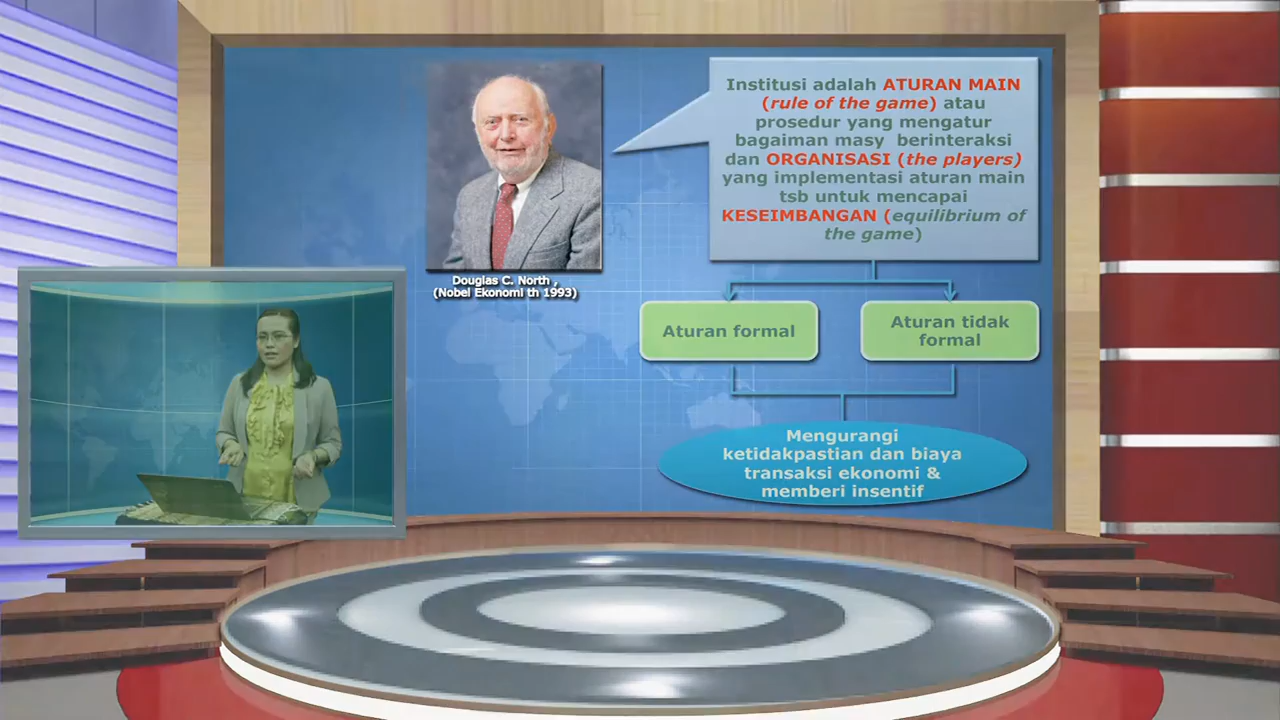 Institusi adalah ATURAN MAIN
(rule of the game) atau
prosedur yang mengatur
bagaiman masy berinteraksi
dan ORGANISASI (the players)
yang implementasi aturan main
tsb untuk mencapai
KESEIMBANGAN (equilibrium of
the game)
Douglas C. North ,
(Nobel Ekonomi th 1993)
Aturan formal
Aturan tidak
formal
Mengurangi
ketidakpastian dan biaya
transaksi ekonomi &
memberi insentif